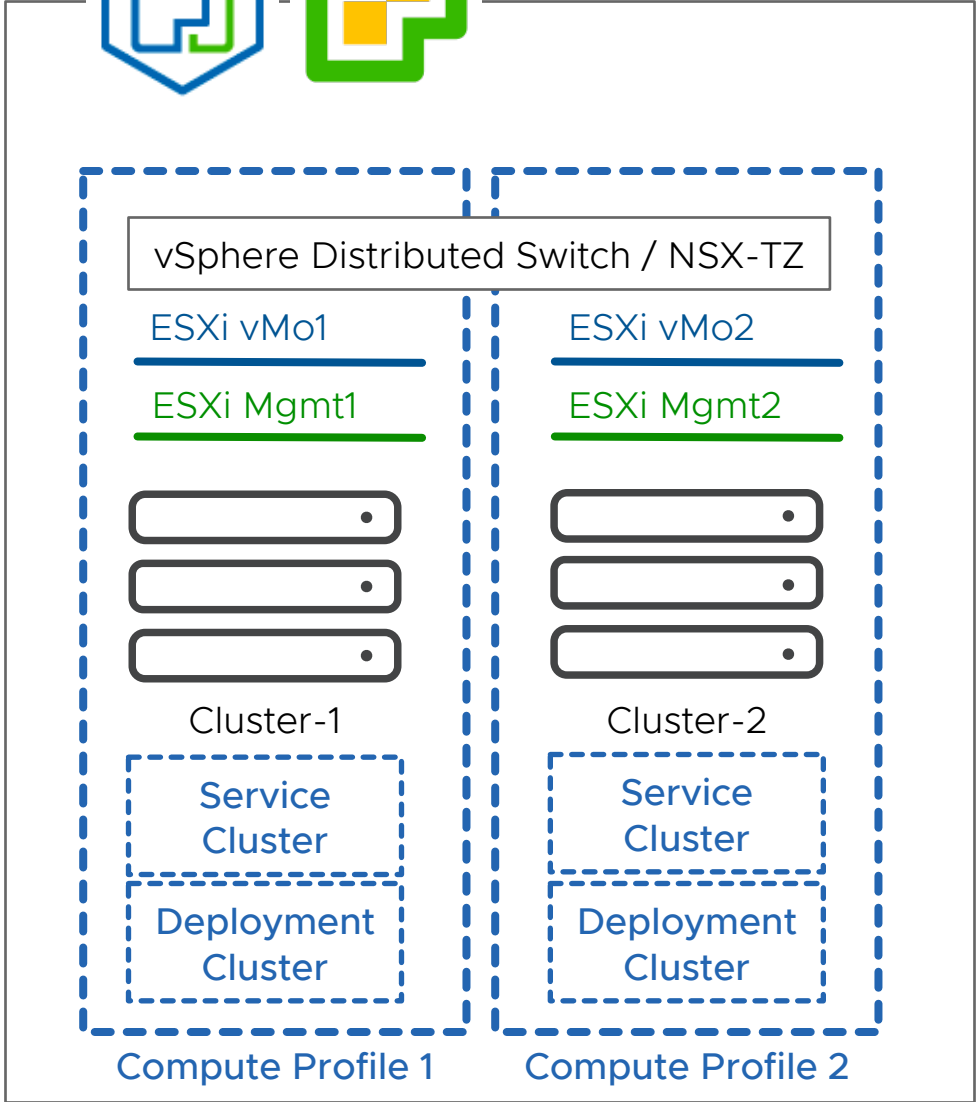 vSphere Distributed Switch / NSX-TZ
ESXi vMo1
ESXi vMo2
ESXi Mgmt1
ESXi Mgmt2
Cluster-1
Cluster-2
Service
Cluster
Service
Cluster
Deployment
Cluster
Deployment
Cluster
Compute Profile 1
Compute Profile 2